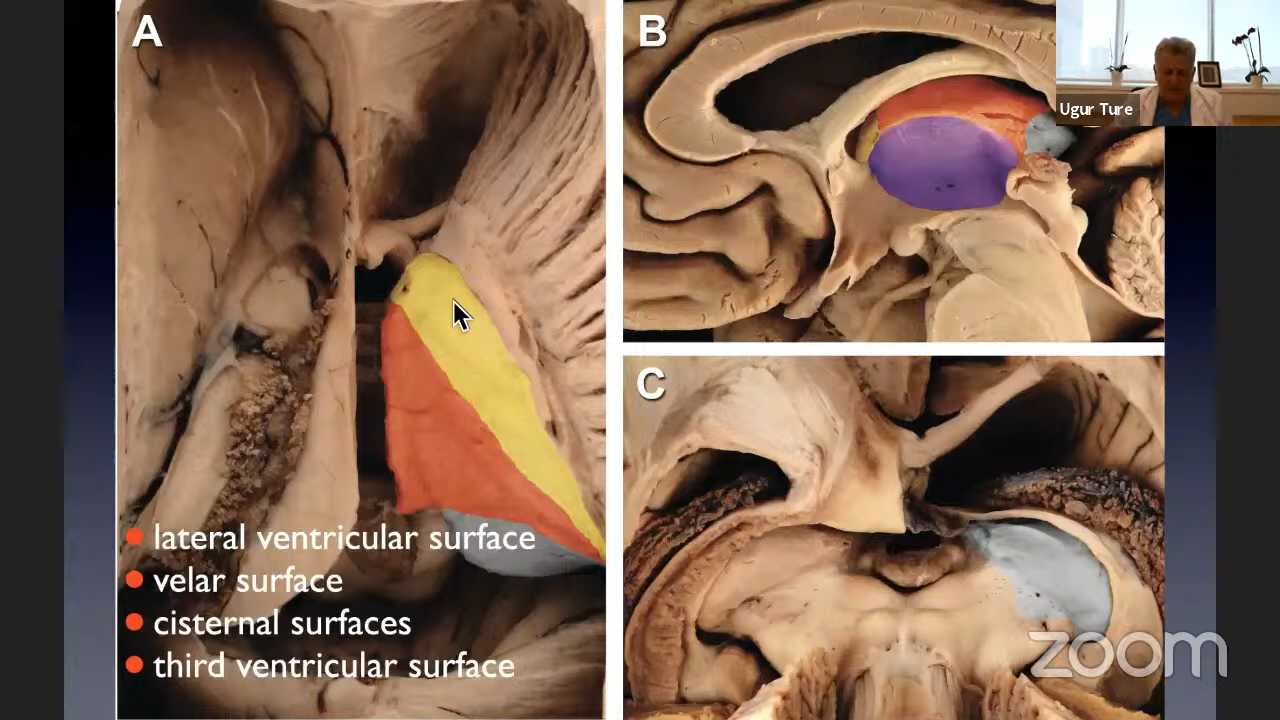 A
B
Ugur Ture
C
lateral ventricular surface
velar surface
cisternal surfaces
third ventricular surface
zoom